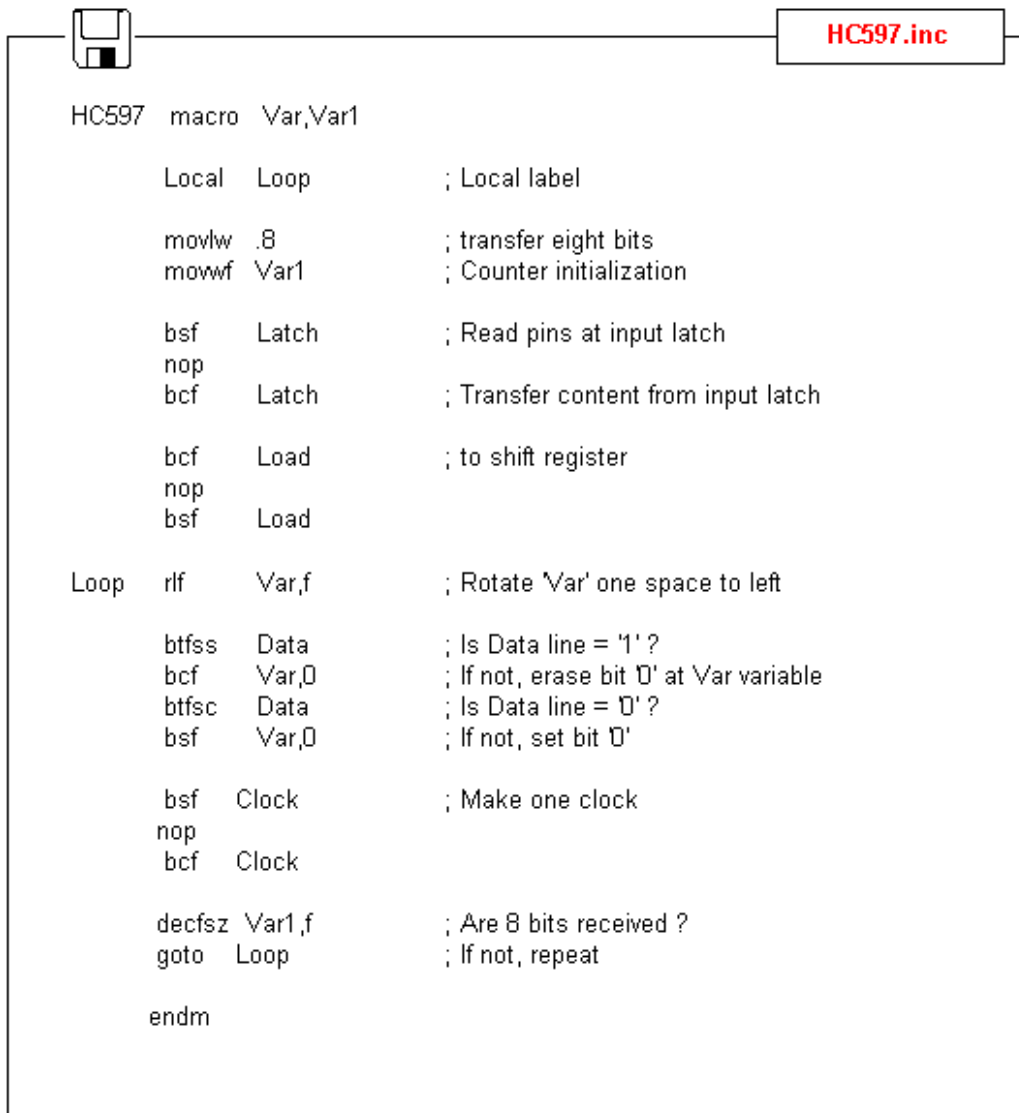 HC597.inc
HC597 macro Var,Var1
Local Loop ; Local label
movlw .8 ; transfer eight bits
movwf Var1 ; Counter initialization
bsf Latch ; Read pins at input latch
nop
bcf Latch ; Transfer content from input latch
bcf Load ; to shift register
nop
bsf Load
Loop rlf Var,f ; Rotate 'Var' one space to left
btfss Data ; Is Data line = '1' ?
bcf Var,0 ; If not, erase bit '0' at Var variable
btfsc Data ; Is Data line = '0' ?
bsf Var,0 ; If not, set bit '0'
bsf Clock ; Make one clock
nop
bcf Clock
decfsz Var1,f ; Are 8 bits received ?
goto Loop ; If not, repeat
endm